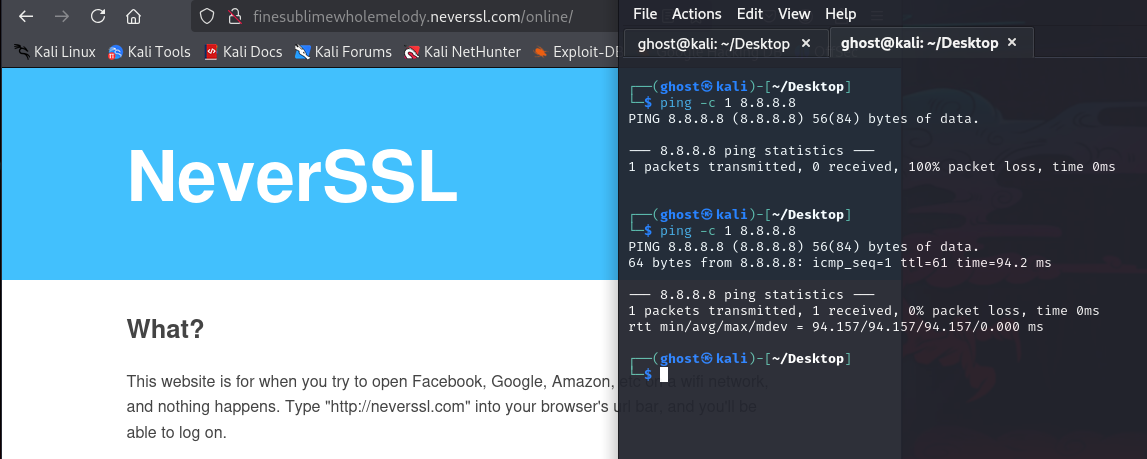 finesublimewholemelody.neverssl.com/online/
Kali Linux Kali Tools Kali Docs Kali Forums Kali NetHunter
NeverSSL
What?
This website is for when you try to open Facebook, Google, Amazon, etc on a wifi network,
and nothing happens. Type "http://neverssl.com" into your browser's url bar, and you'll be
able to log on.
File Actions Edit View Help
ghost@kali: ~/Desktop × ghost@kali: ~/Desktop ×
┌──(ghost㉿kali)-[~/Desktop]
└─$ ping -c 1 8.8.8.8
PING 8.8.8.8 (8.8.8.8) 56(84) bytes of data.
--- 8.8.8.8 ping statistics ---
1 packets transmitted, 0 received, 100% packet loss, time 0ms
┌──(ghost㉿kali)-[~/Desktop]
└─$ ping -c 1 8.8.8.8
PING 8.8.8.8 (8.8.8.8) 56(84) bytes of data.
64 bytes from 8.8.8.8: icmp_seq=1 ttl=61 time=94.2 ms
--- 8.8.8.8 ping statistics ---
1 packets transmitted, 1 received, 0% packet loss, time 0ms
rtt min/avg/max/mdev = 94.157/94.157/94.157/0.000 ms
┌──(ghost㉿kali)-[~/Desktop]
└─$